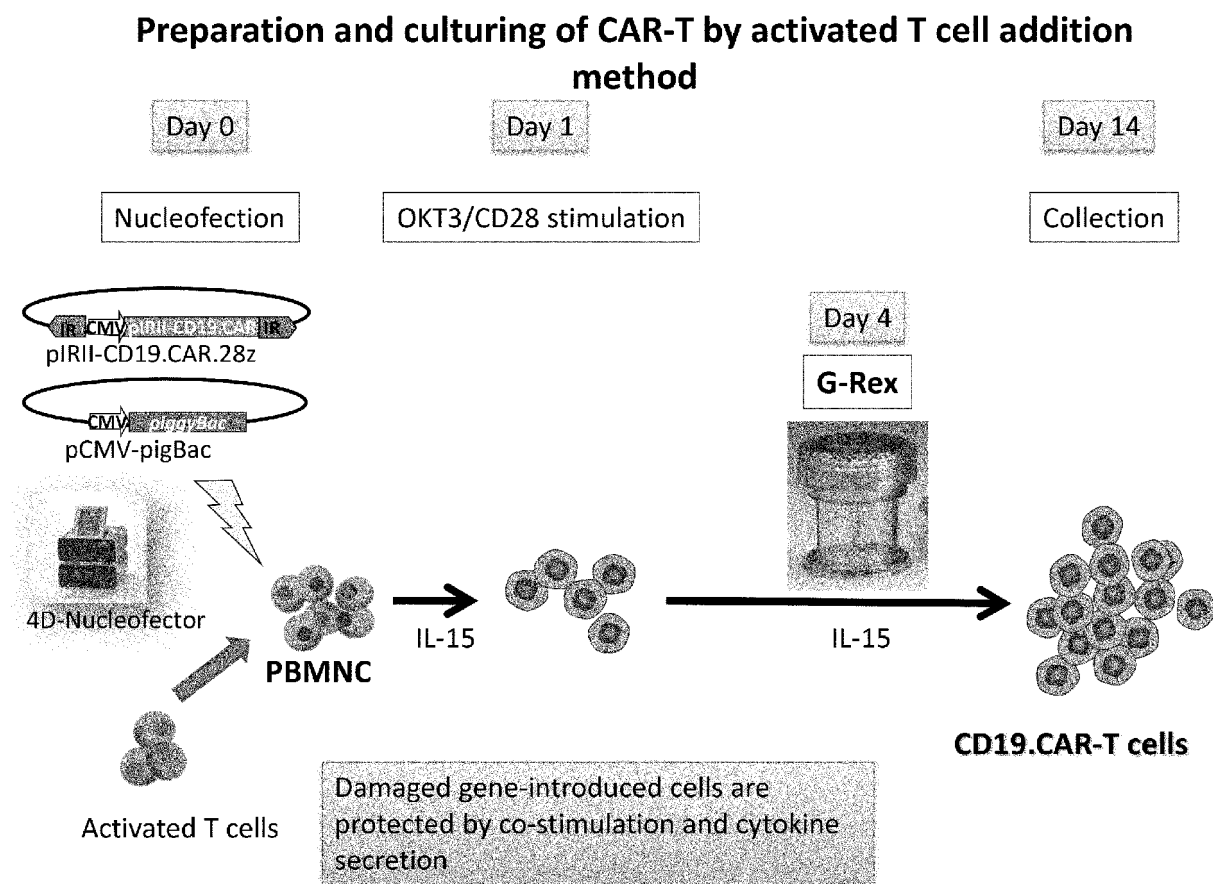 Preparation and culturing of CAR-T by activated T cell addition
method
Day 0
Day 1
Day 14
Nucleofection
OKT3/CD28 stimulation
Collection
IR CMV pIRII-CD19.CAR IR
pIRII-CD19.CAR.28z
CMV piggyBac
pCMV-pigBac
Day 4
G-Rex
4D-Nucleofector
PBMNC
IL-15
IL-15
CD19.CAR-T cells
Activated T cells
Damaged gene-introduced cells are
protected by co-stimulation and cytokine
secretion